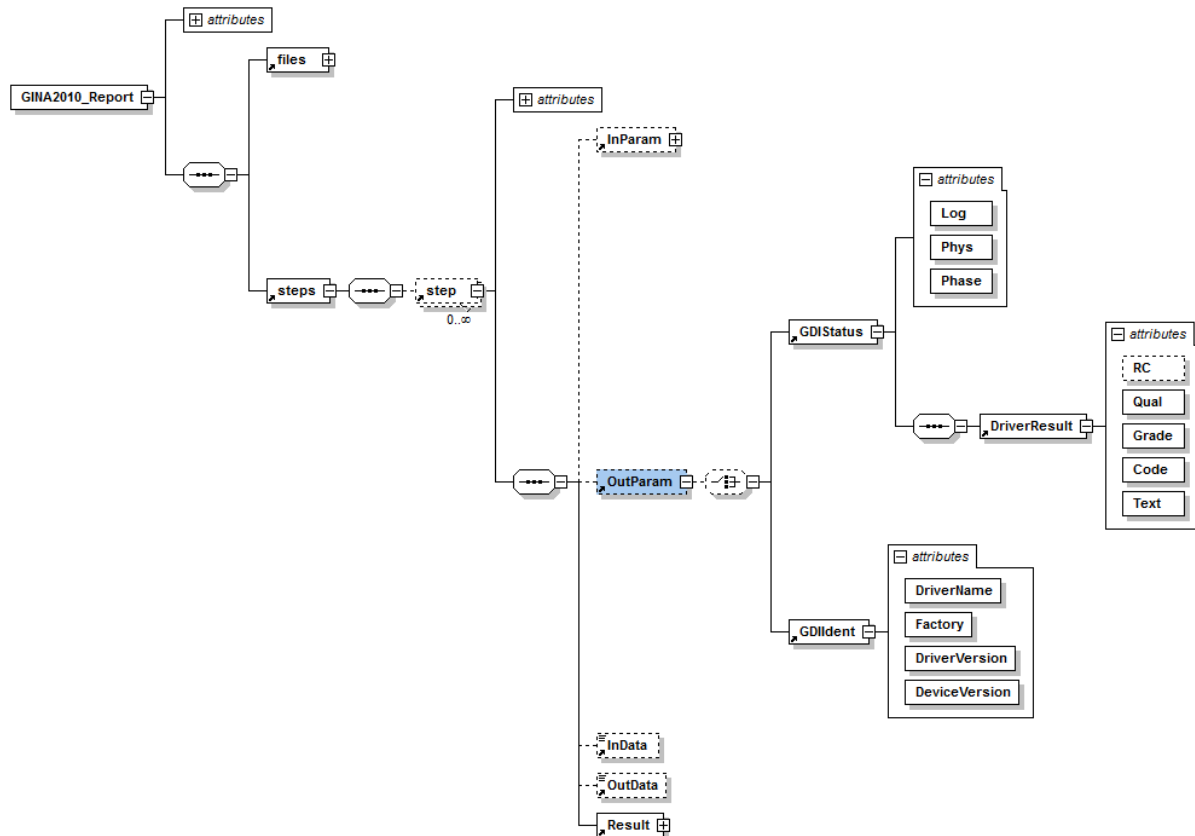 attributes
files
GINA2010_Report
attributes
InParam
attributes
Log
Phys
Phase
steps
step
0..∞
GDIStatus
attributes
RC
Qual
Grade
Code
Text
DriverResult
OutParam
attributes
DriverName
Factory
DriverVersion
DeviceVersion
GDIIdent
InData
OutData
Result